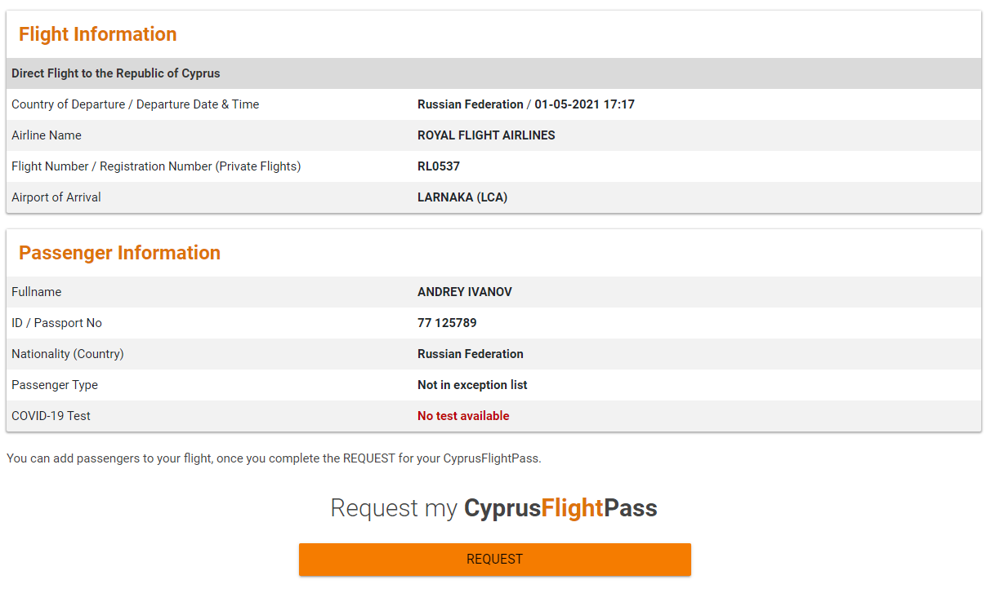 Flight Information
Direct Flight to the Republic of Cyprus
Country of Departure / Departure Date & Time Russian Federation / 01-05-2021 17:17
Airline Name ROYAL FLIGHT AIRLINES
Flight Number / Registration Number (Private Flights) RL0537
Airport of Arrival LARNAKA (LCA)
Passenger Information
Fullname ANDREY IVANOV
ID / Passport No 77 125789
Nationality (Country) Russian Federation
Passenger Type Not in exception list
COVID-19 Test No test available
You can add passengers to your flight, once you complete the REQUEST for your CyprusFlightPass.
Request my CyprusFlightPass
REQUEST